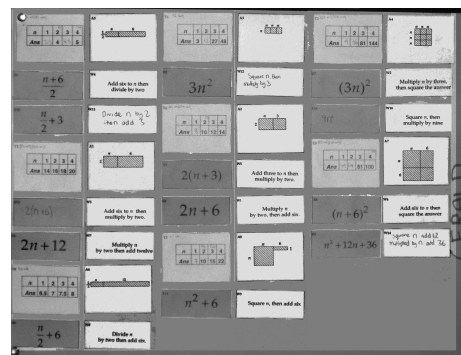 n 1 2 3 4
Ans 4 5
n+6
2
Add six to n then
divide by two
n/2 + 3
Divide n by 2
then add 3
n 1 2 3 4
Ans 14 16 18 20
Add six to n then
multiply by two.
2n + 12
Multiply n
by two then add twelve
n 1 2 3 4
Ans 6.5 7 7.5 8
n/2 + 6
Divide n
by two then add six.
n 1 2 3 4
Ans 3 27 48
3n²
Square n, then
multiply by 3
n 1 2 3 4
Ans 10 12 14
2(n + 3)
Add three to n then
multiply by two.
2n + 6
Multiply n
by two, then add six.
n 1 2 3 4
Ans 10 15 22
n² + 6
Square n, then add six
n 1 2 3 4
Ans 81 144
(3n)²
Multiply n by three,
then square the answer
Square n, then
multiply by nine
n 1 2 3 4
Ans 81 100
(n + 6)²
Add six to n then
square the answer
n² + 12n + 36
square n add 12
multiplied by n add 36